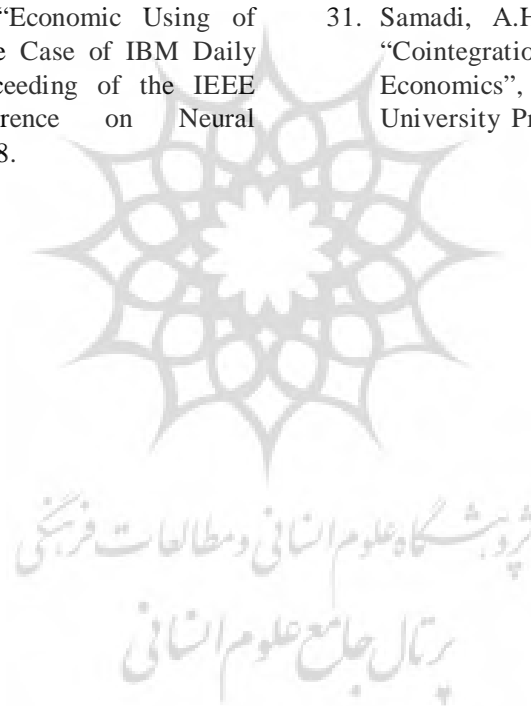 “Economic Using of
e Case of IBM Daily
ceeding of the IEEE
rence on Neural
8.
31. Samadi, A.H
“Cointegratio
Economics”,
University Pr
پژوهشگاه علوم انسانی و مطالعات فرهنگی
پرتال جامع علوم انسانی